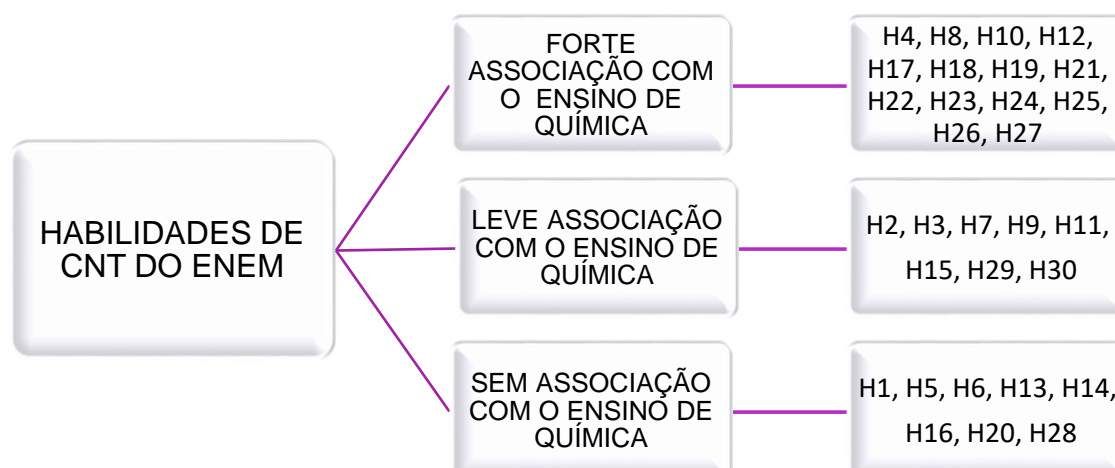 HABILIDADES DE
CNT DO ENEM
FORTE
ASSOCIAÇÃO COM
O ENSINO DE
QUÍMICA
H4, H8, H10, H12,
H17, H18, H19, H21,
H22, H23, H24, H25,
H26, H27
LEVE ASSOCIAÇÃO
COM O ENSINO DE
QUÍMICA
H2, H3, H7, H9, H11,
H15, H29, H30
SEM ASSOCIAÇÃO
COM O ENSINO DE
QUÍMICA
H1, H5, H6, H13, H14,
H16, H20, H28